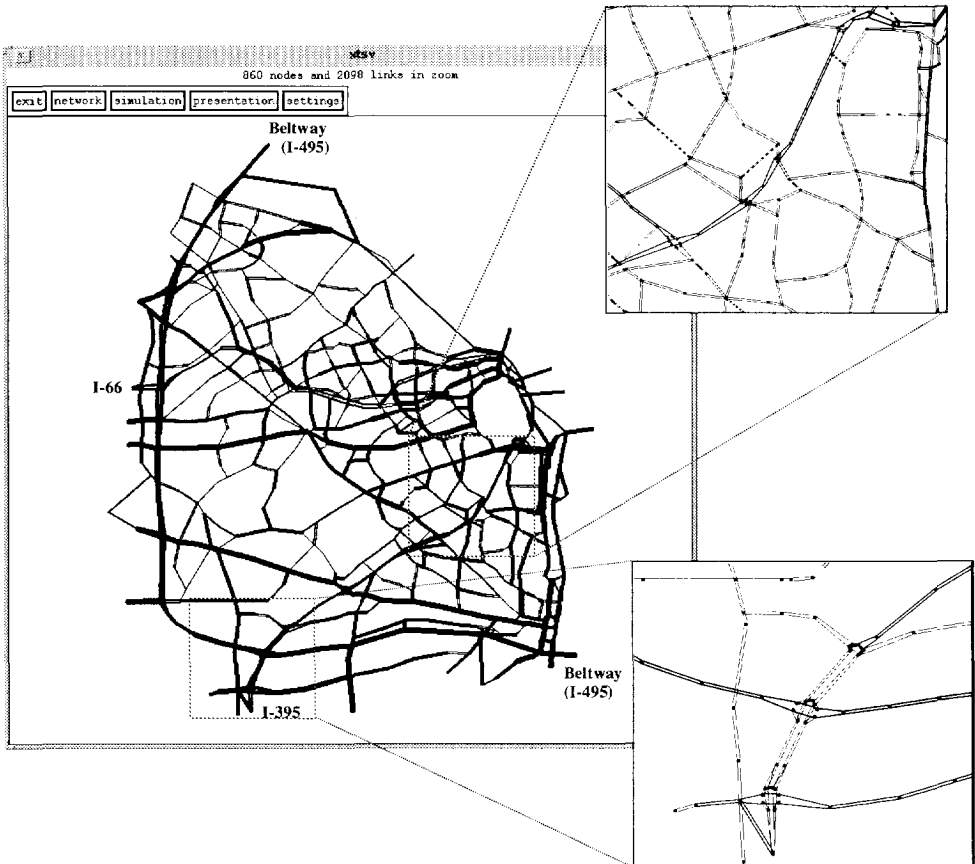 xtsv
860 nodes and 2098 links in zoom
exit network simulation presentation settings
Beltway
(I-495)
I-66
Beltway
(I-495)
I-395